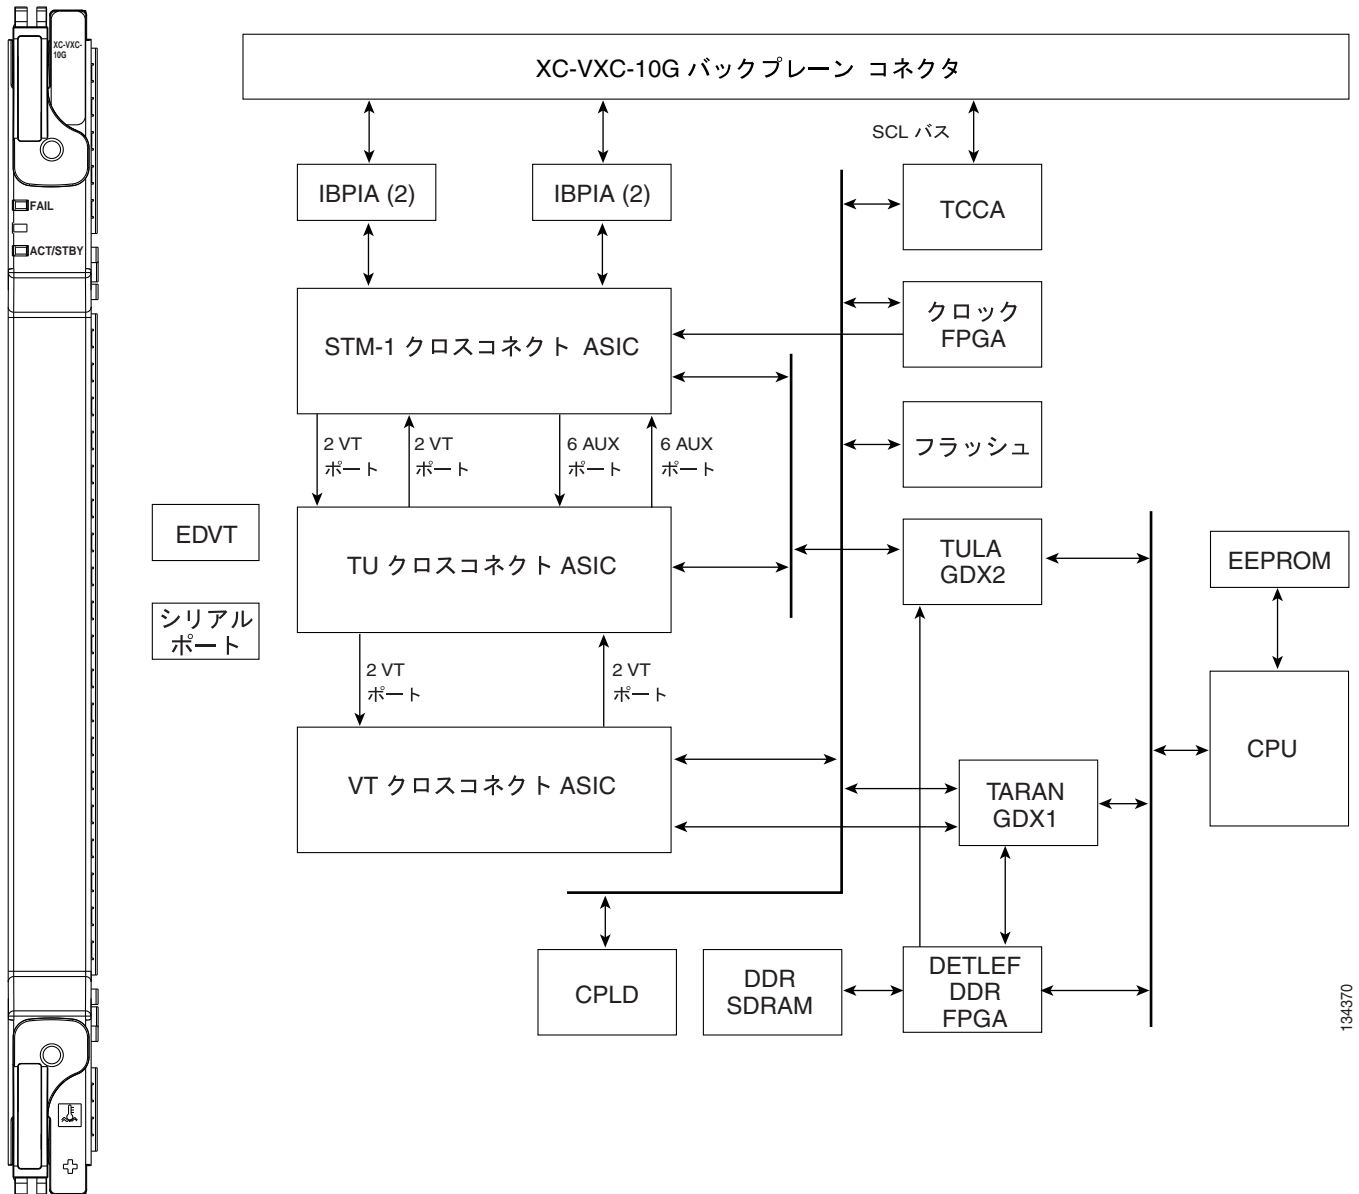 XC-VXC-
10G
FAIL
ACT/STBY
XC-VXC-10G バックプレーン コネクタ
SCL バス
IBPIA (2)
IBPIA (2)
TCCA
クロック
FPGA
STM-1 クロスコネクト ASIC
2 VT
ポート
2 VT
ポート
6 AUX
ポート
6 AUX
ポート
フラッシュ
EDVT
TU クロスコネクト ASIC
TULA
GDX2
EEPROM
シリアル
ポート
2 VT
ポート
2 VT
ポート
CPU
VT クロスコネクト ASIC
TARAN
GDX1
CPLD
DDR
SDRAM
DETLEF
DDR
FPGA
134370